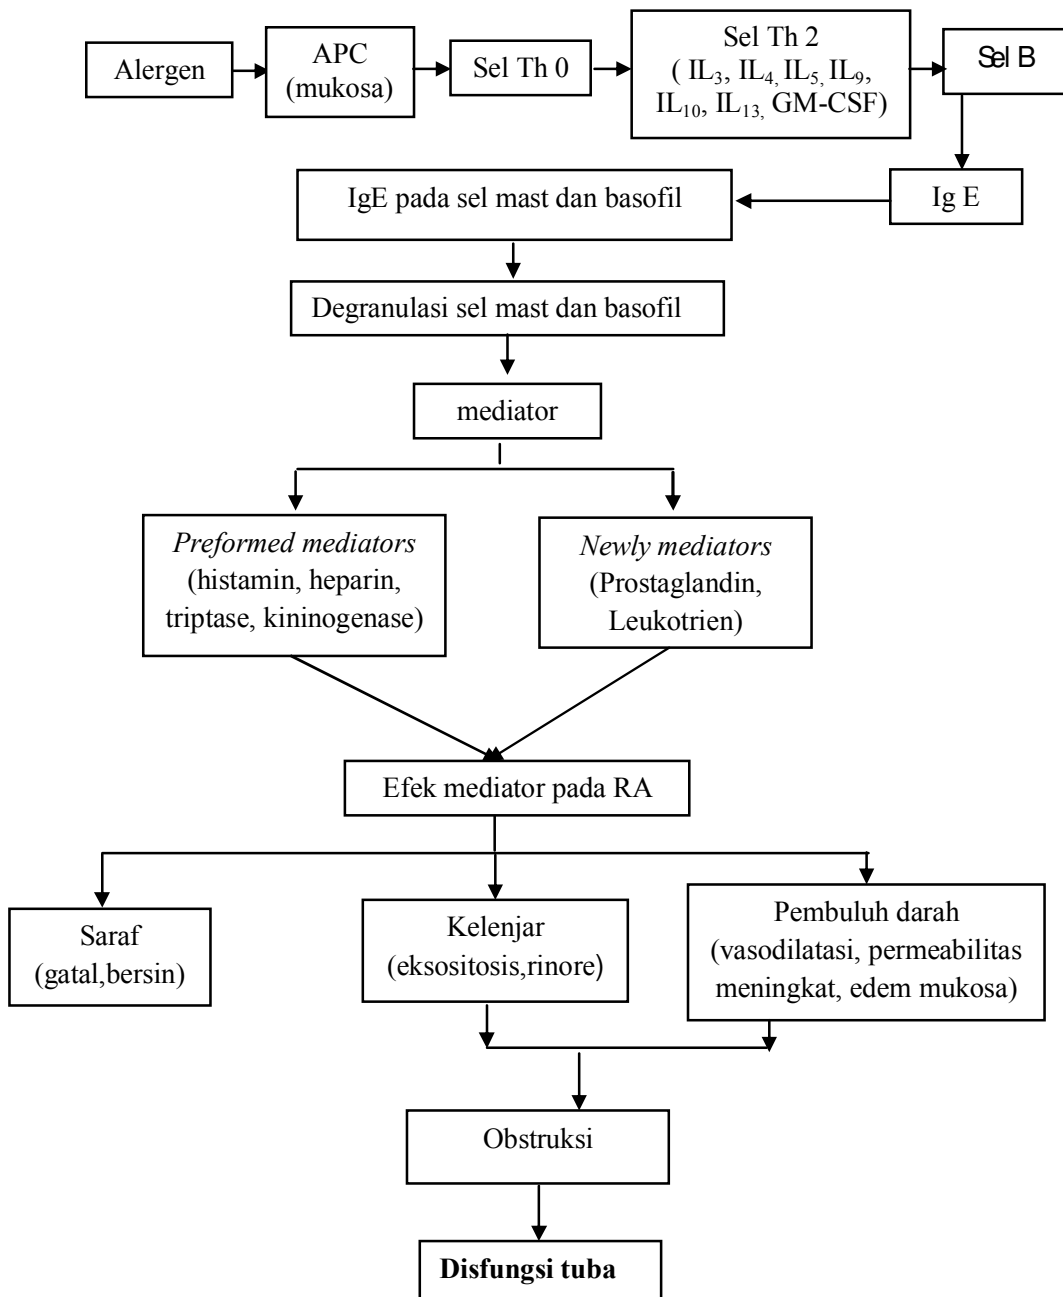 Alergen
APC
(mukosa)
Sel Th 0
Sel Th 2
( IL₃, IL₄, IL₅, IL₉,
IL₁₀, IL₁₃, GM-CSF)
Sel B
Ig E
IgE pada sel mast dan basofil
Degranulasi sel mast dan basofil
mediator
Preformed mediators
(histamin, heparin,
triptase, kininogenase)
Newly mediators
(Prostaglandin,
Leukotrien)
Efek mediator pada RA
Saraf
(gatal,bersin)
Kelenjar
(eksositosis,rinore)
Pembuluh darah
(vasodilatasi, permeabilitas
meningkat, edem mukosa)
Obstruksi
Disfungsi tuba